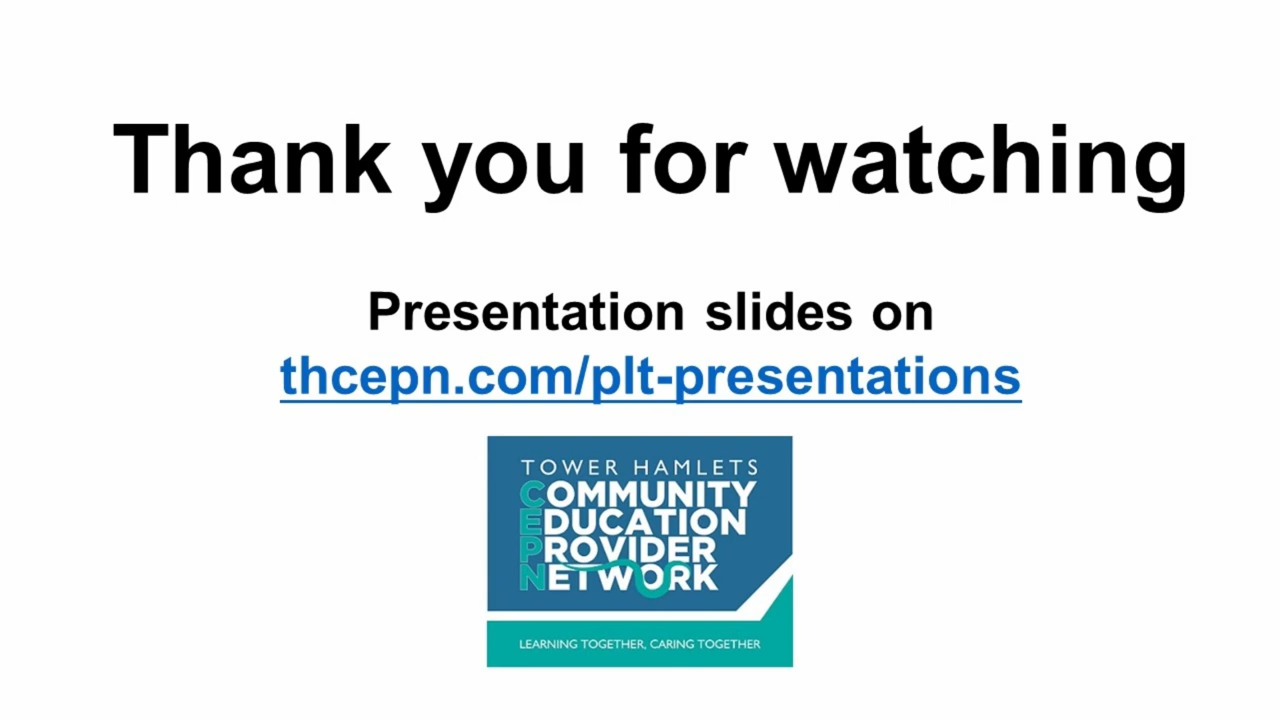 Thank you for watching
Presentation slides on
thcepn.com/plt-presentations
TOWER HAMLETS
COMMUNITY
EDUCATION
PROVIDER
NETWORK
LEARNING TOGETHER, CARING TOGETHER